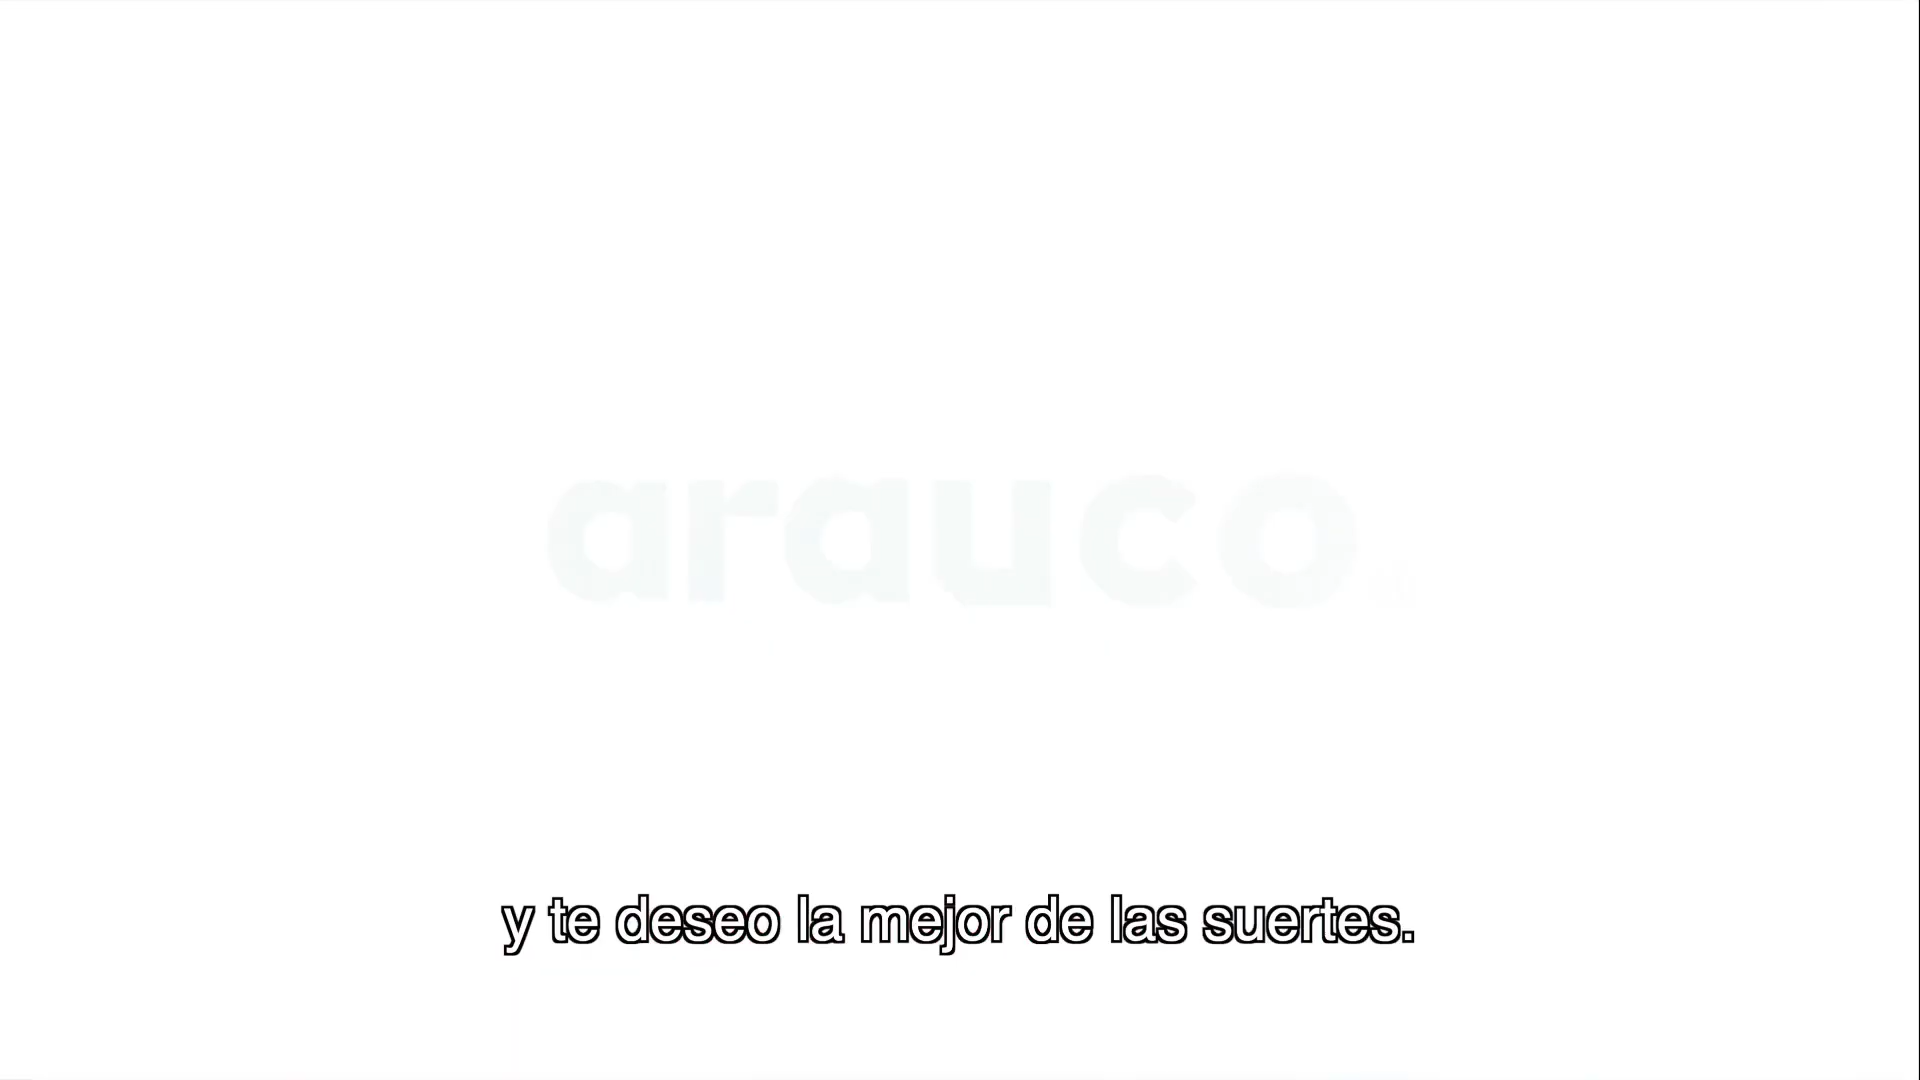 arauco
y te deseo la mejor de las suertes.